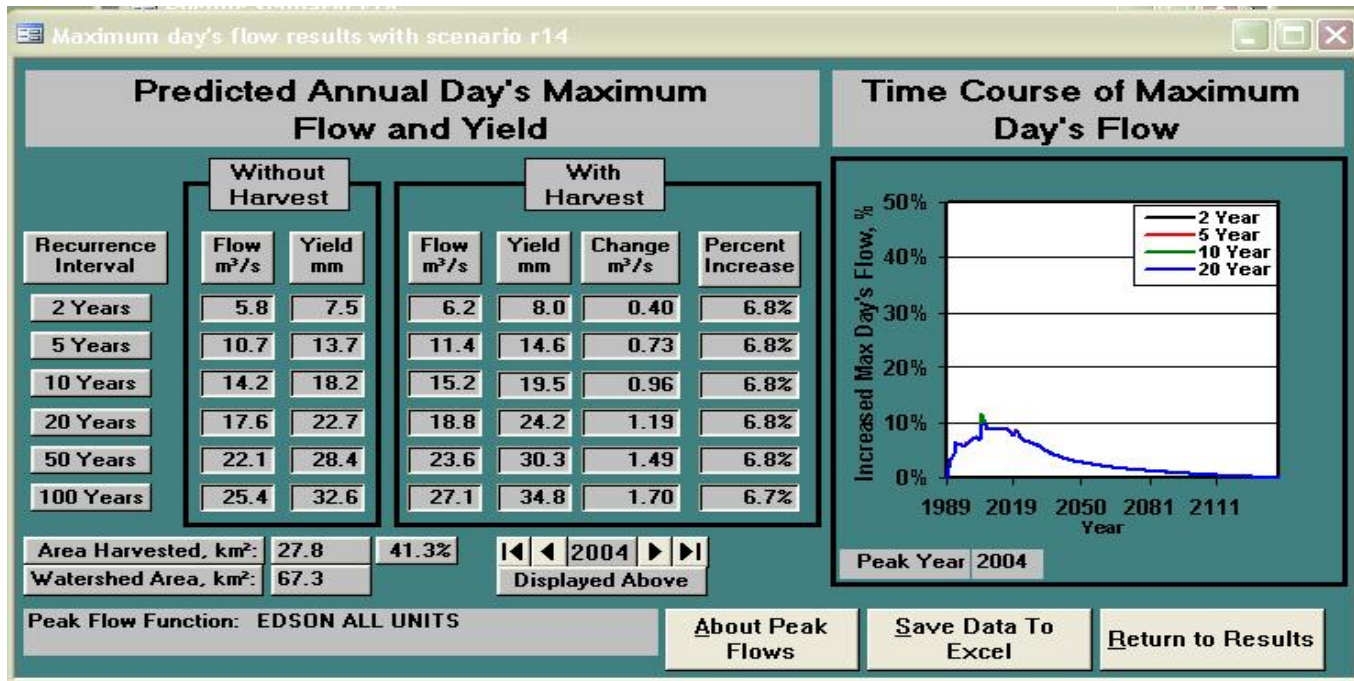 Maximum day's flow results with scenario r14
Predicted Annual Day's Maximum
Flow and Yield
Without
Harvest
With
Harvest
Recurrence
Interval
Flow
m³/s
Yield
mm
Flow
m³/s
Yield
mm
Change
m³/s
Percent
Increase
2 Years 5.8 7.5 6.2 8.0 0.40 6.8%
5 Years 10.7 13.7 11.4 14.6 0.73 6.8%
10 Years 14.2 18.2 15.2 19.5 0.96 6.8%
20 Years 17.6 22.7 18.8 24.2 1.19 6.8%
50 Years 22.1 28.4 23.6 30.3 1.49 6.8%
100 Years 25.4 32.6 27.1 34.8 1.70 6.7%
Area Harvested, km²: 27.8 41.3% 2004
Watershed Area, km²: 67.3 Displayed Above
Time Course of Maximum
Day's Flow
Increased Max Day's Flow, %
50%
40%
30%
20%
10%
0%
2 Year
5 Year
10 Year
20 Year
1989 2019 2050 2081 2111
Year
Peak Year 2004
Peak Flow Function: EDSON ALL UNITS
About Peak
Flows
Save Data To
Excel
Return to Results